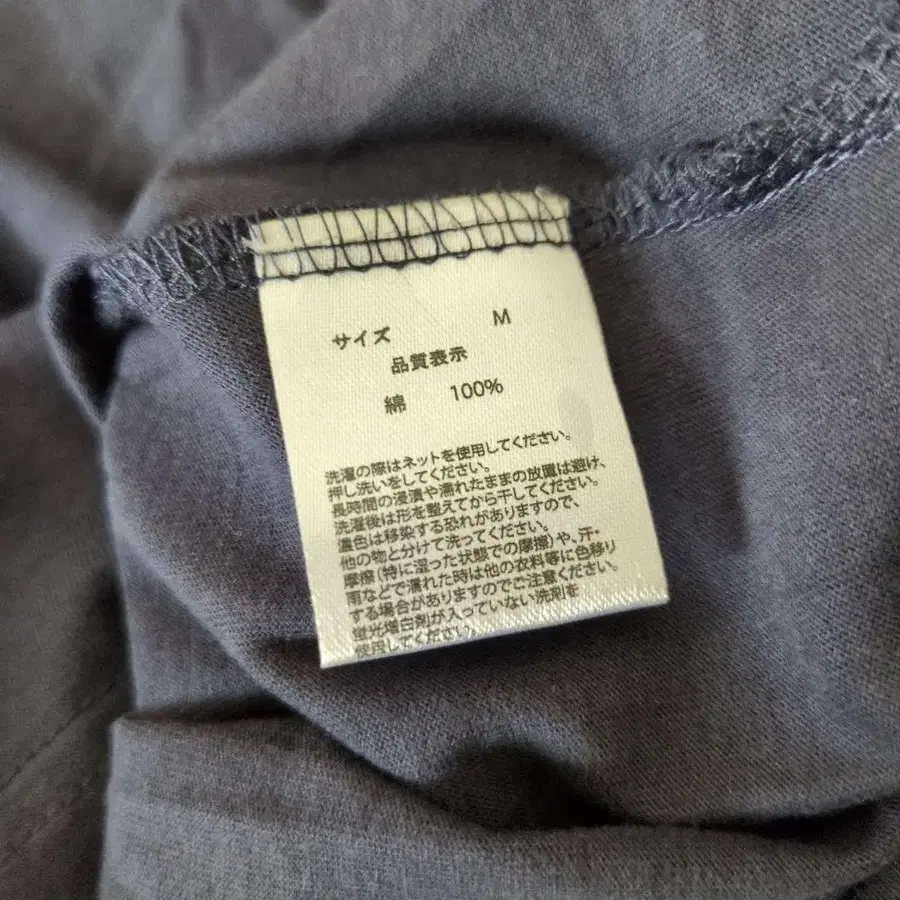 サイズ M
品質表示
綿 100%
洗濯の際はネットを使用してください。
押し洗いをしてください。
長時間の浸漬や濡れたままの放置は避け、
洗濯後は形を整えてから干してください。
濃色は移染する恐れがありますので、
他の物と分けて洗ってください。
摩擦(特に湿った状態での摩擦)や、汗・
雨などで濡れた時は他の衣料等に色移り
する場合がありますのでご注意ください。
蛍光増白剤が入っていない洗剤を
使用してください。